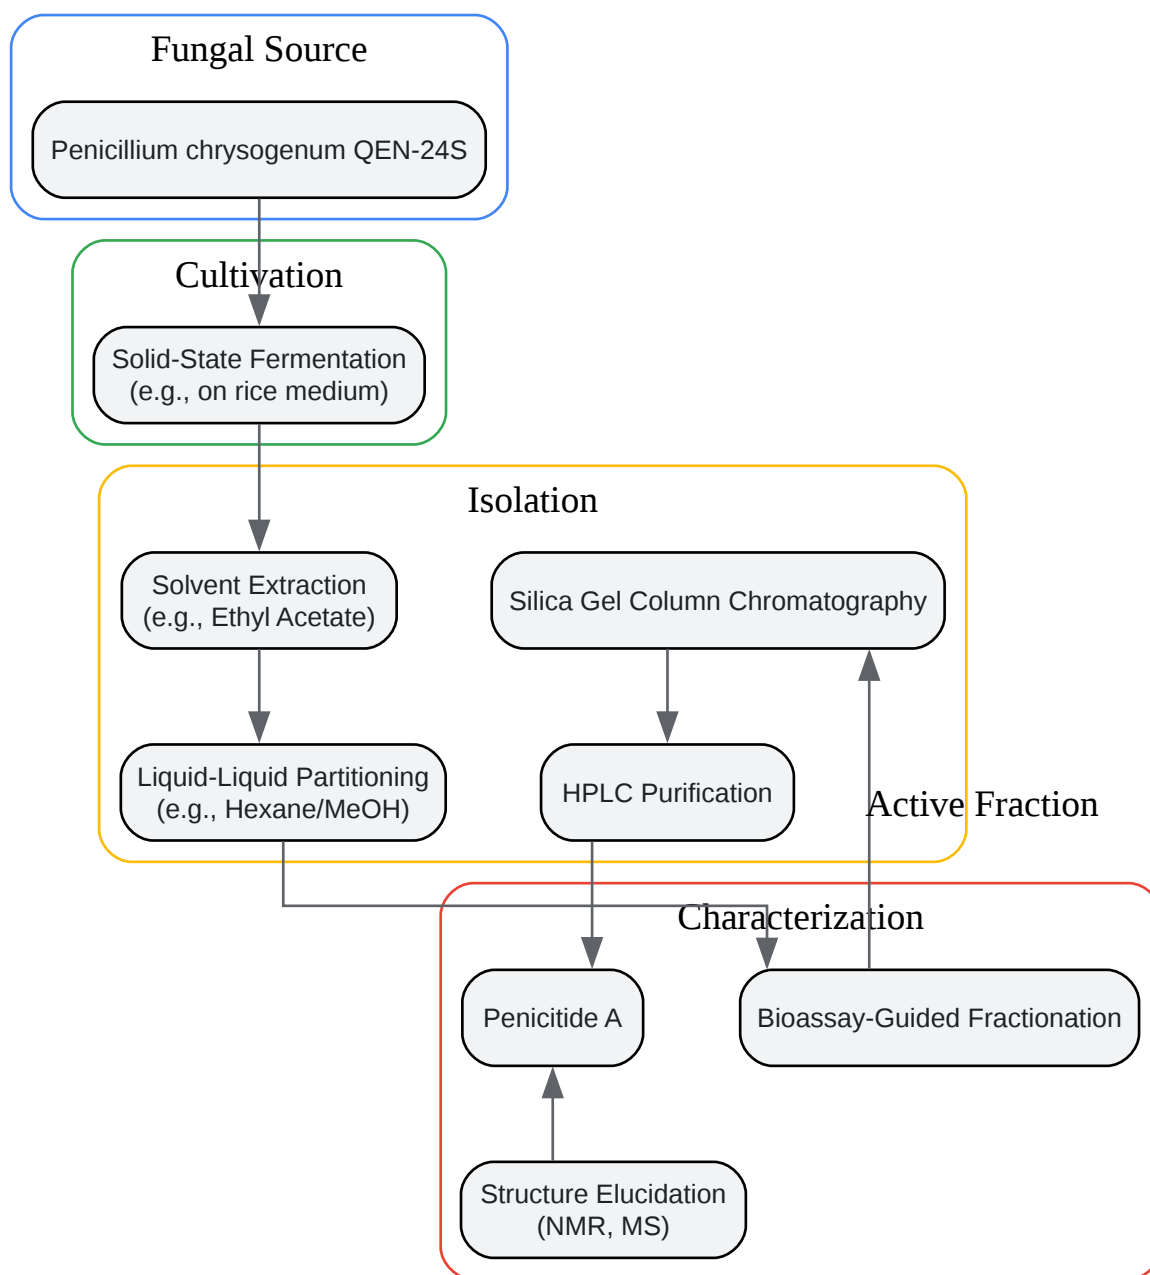 Fungal Source
Penicillium chrysogenum QEN-24S
Cultivation
Solid-State Fermentation
(e.g., on rice medium)
Isolation
Solvent Extraction
(e.g., Ethyl Acetate)
Silica Gel Column Chromatography
Liquid-Liquid Partitioning
(e.g., Hexane/MeOH)
HPLC Purification
Active Fraction
Characterization
Penicitide A
Bioassay-Guided Fractionation
Structure Elucidation
(NMR, MS)